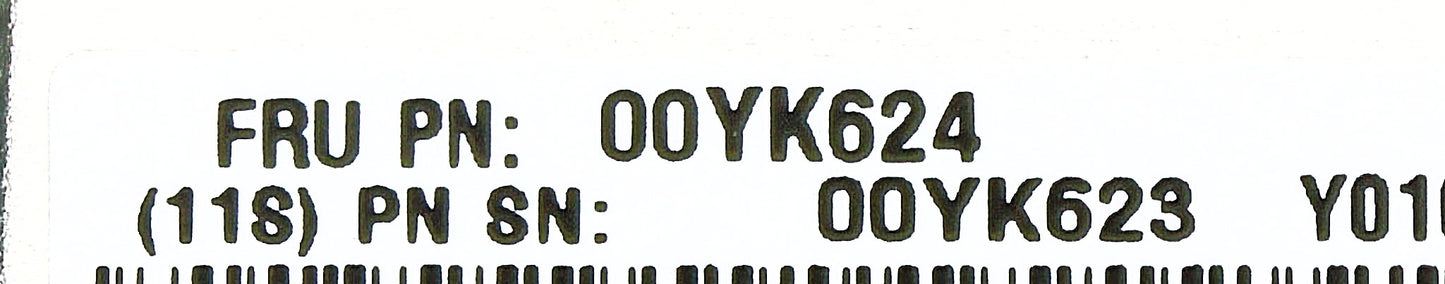 FRU PN: 00YK624
(11S) PN SN: 00YK623